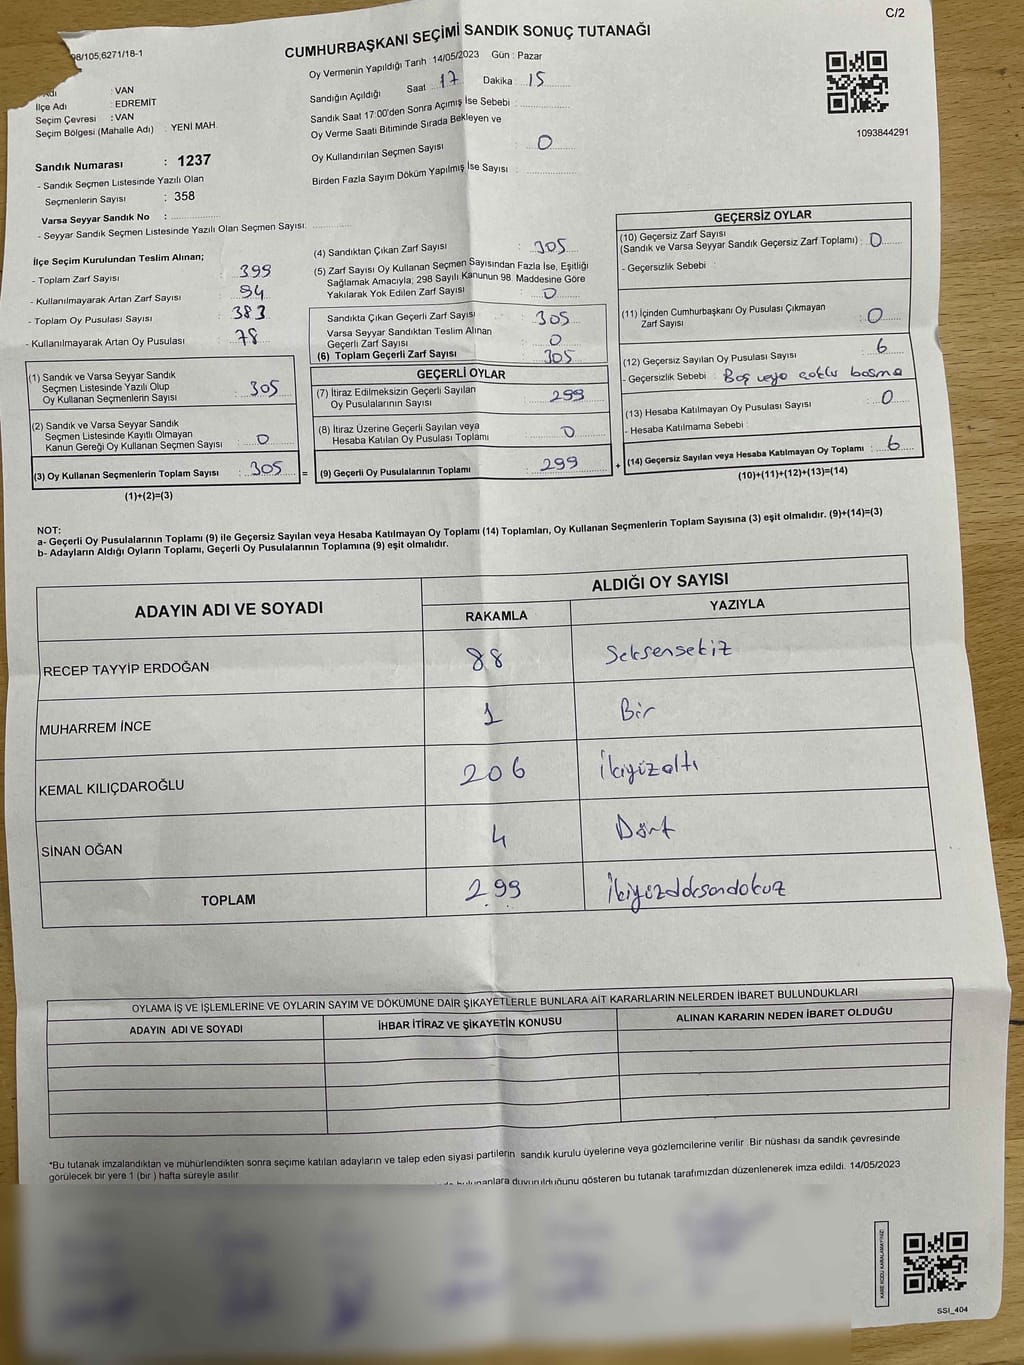 C/2
98/105,6271/18-1
CUMHURBAŞKANI SEÇİMİ SANDIK SONUÇ TUTANAĞI
Adı : VAN
İlçe Adı : EDREMİT
Seçim Çevresi : VAN
Seçim Bölgesi (Mahalle Adı) : YENİ MAH.
Oy Vermenin Yapıldığı Tarih : 14/05/2023 Gün : Pazar
Sandığın Açıldığı Saat 17 Dakika : 15
Sandık Saat 17:00'den Sonra Açımış İse Sebebi :
Oy Verme Saati Bitiminde Sırada Bekleyen ve
Oy Kullandırılan Seçmen Sayısı : 0
Birden Fazla Sayım Döküm Yapılmış İse Sayısı :
1093844291
Sandık Numarası : 1237
- Sandık Seçmen Listesinde Yazılı Olan
Seçmenlerin Sayısı : 358
Varsa Seyyar Sandık No :
- Seyyar Sandık Seçmen Listesinde Yazılı Olan Seçmen Sayısı:
İlçe Seçim Kurulundan Teslim Alınan;
- Toplam Zarf Sayısı : 399
- Kullanılmayarak Artan Zarf Sayısı : 94
- Toplam Oy Pusulası Sayısı : 383
- Kullanılmayarak Artan Oy Pusulası : 78
(1) Sandık ve Varsa Seyyar Sandık
Seçmen Listesinde Yazılı Olup
Oy Kullanan Seçmenlerin Sayısı : 305
(2) Sandık ve Varsa Seyyar Sandık
Seçmen Listesinde Kayıtlı Olmayan
Kanun Gereği Oy Kullanan Seçmen Sayısı : 0
(3) Oy Kullanan Seçmenlerin Toplam Sayısı : 305 =
(1)+(2)=(3)
(4) Sandıktan Çıkan Zarf Sayısı : 305
(5) Zarf Sayısı Oy Kullanan Seçmen Sayısından Fazla İse, Eşitliği
Sağlamak Amacıyla, 298 Sayılı Kanunun 98. Maddesine Göre
Yakılarak Yok Edilen Zarf Sayısı : 0
Sandıkta Çıkan Geçerli Zarf Sayısı : 305
Varsa Seyyar Sandıktan Teslim Alınan
Geçerli Zarf Sayısı : 0
(6) Toplam Geçerli Zarf Sayısı : 305
GEÇERLİ OYLAR
(7) İtiraz Edilmeksizin Geçerli Sayılan
Oy Pusulalarının Sayısı : 299
(8) İtiraz Üzerine Geçerli Sayılan veya
Hesaba Katılan Oy Pusulası Toplamı : 0
(9) Geçerli Oy Pusulalarının Toplamı : 299 +
GEÇERSİZ OYLAR
(10) Geçersiz Zarf Sayısı
(Sandık ve Varsa Seyyar Sandık Geçersiz Zarf Toplamı) : 0
- Geçersizlik Sebebi :
(11) İçinden Cumhurbaşkanı Oy Pusulası Çıkmayan
Zarf Sayısı : 0
(12) Geçersiz Sayılan Oy Pusulası Sayısı : 6
- Geçersizlik Sebebi : Boş veya çoklu basma
(13) Hesaba Katılmayan Oy Pusulası Sayısı : 0
- Hesaba Katılmama Sebebi :
(14) Geçersiz Sayılan veya Hesaba Katılmayan Oy Toplamı : 6
(10)+(11)+(12)+(13)=(14)
NOT:
a- Geçerli Oy Pusulalarının Toplamı (9) ile Geçersiz Sayılan veya Hesaba Katılmayan Oy Toplamı (14) Toplamları, Oy Kullanan Seçmenlerin Toplam Sayısına (3) eşit olmalıdır. (9)+(14)=(3)
b- Adayların Aldığı Oyların Toplamı, Geçerli Oy Pusulalarının Toplamına (9) eşit olmalıdır.
ADAYIN ADI VE SOYADI
ALDIĞI OY SAYISI
RAKAMLA YAZIYLA
RECEP TAYYİP ERDOĞAN 88 Seksensekiz
MUHARREM İNCE 1 Bir
KEMAL KILIÇDAROĞLU 206 İkiyüzaltı
SİNAN OĞAN 4 Dört
TOPLAM 299 İkiyüzdoksandokuz
OYLAMA İŞ VE İŞLEMLERİNE VE OYLARIN SAYIM VE DÖKÜMÜNE DAİR ŞİKAYETLERLE BUNLARA AİT KARARLARIN NELERDEN İBARET BULUNDUKLARI
ADAYIN ADI VE SOYADI İHBAR İTİRAZ VE ŞİKAYETİN KONUSU ALINAN KARARIN NEDEN İBARET OLDUĞU
*Bu tutanak imzalandıktan ve mühürlendikten sonra seçime katılan adayların ve talep eden siyasi partilerin sandık kurulu üyelerine veya gözlemcilerine verilir. Bir nüshası da sandık çevresinde
görülecek bir yere 1 (bir) hafta süreyle asılır.
bulunanlara duyurulduğunu gösteren bu tutanak tarafımızdan düzenlenerek imza edildi. 14/05/2023
KARE KODU KARALAMAYINIZ!
SSI_404